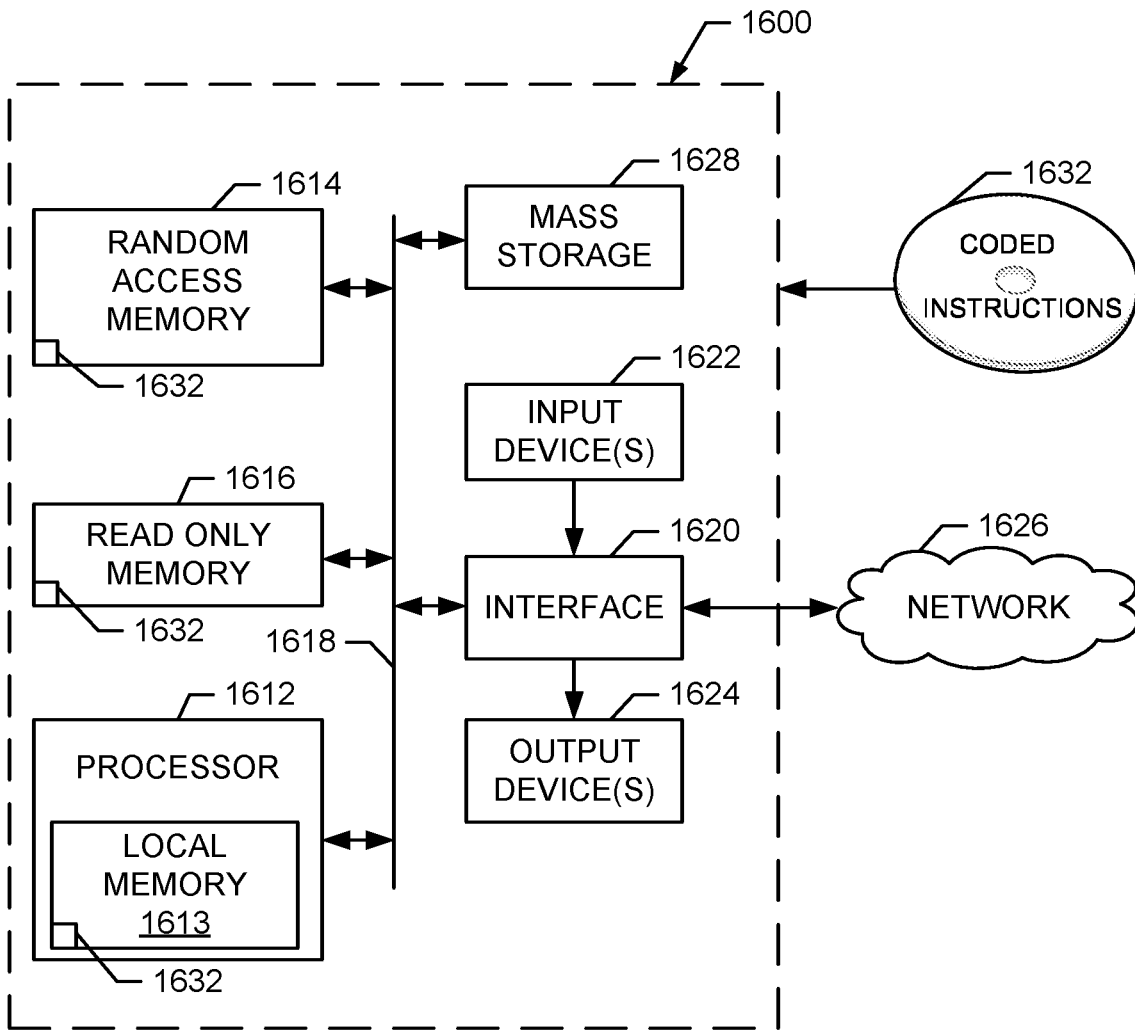 1600
1614
RANDOM
ACCESS
MEMORY
1632
1628
MASS
STORAGE
1632
CODED
INSTRUCTIONS
1622
INPUT
DEVICE(S)
1616
READ ONLY
MEMORY
1632
1620
INTERFACE
1626
NETWORK
1618
1612
PROCESSOR
LOCAL
MEMORY
1613
1632
1624
OUTPUT
DEVICE(S)